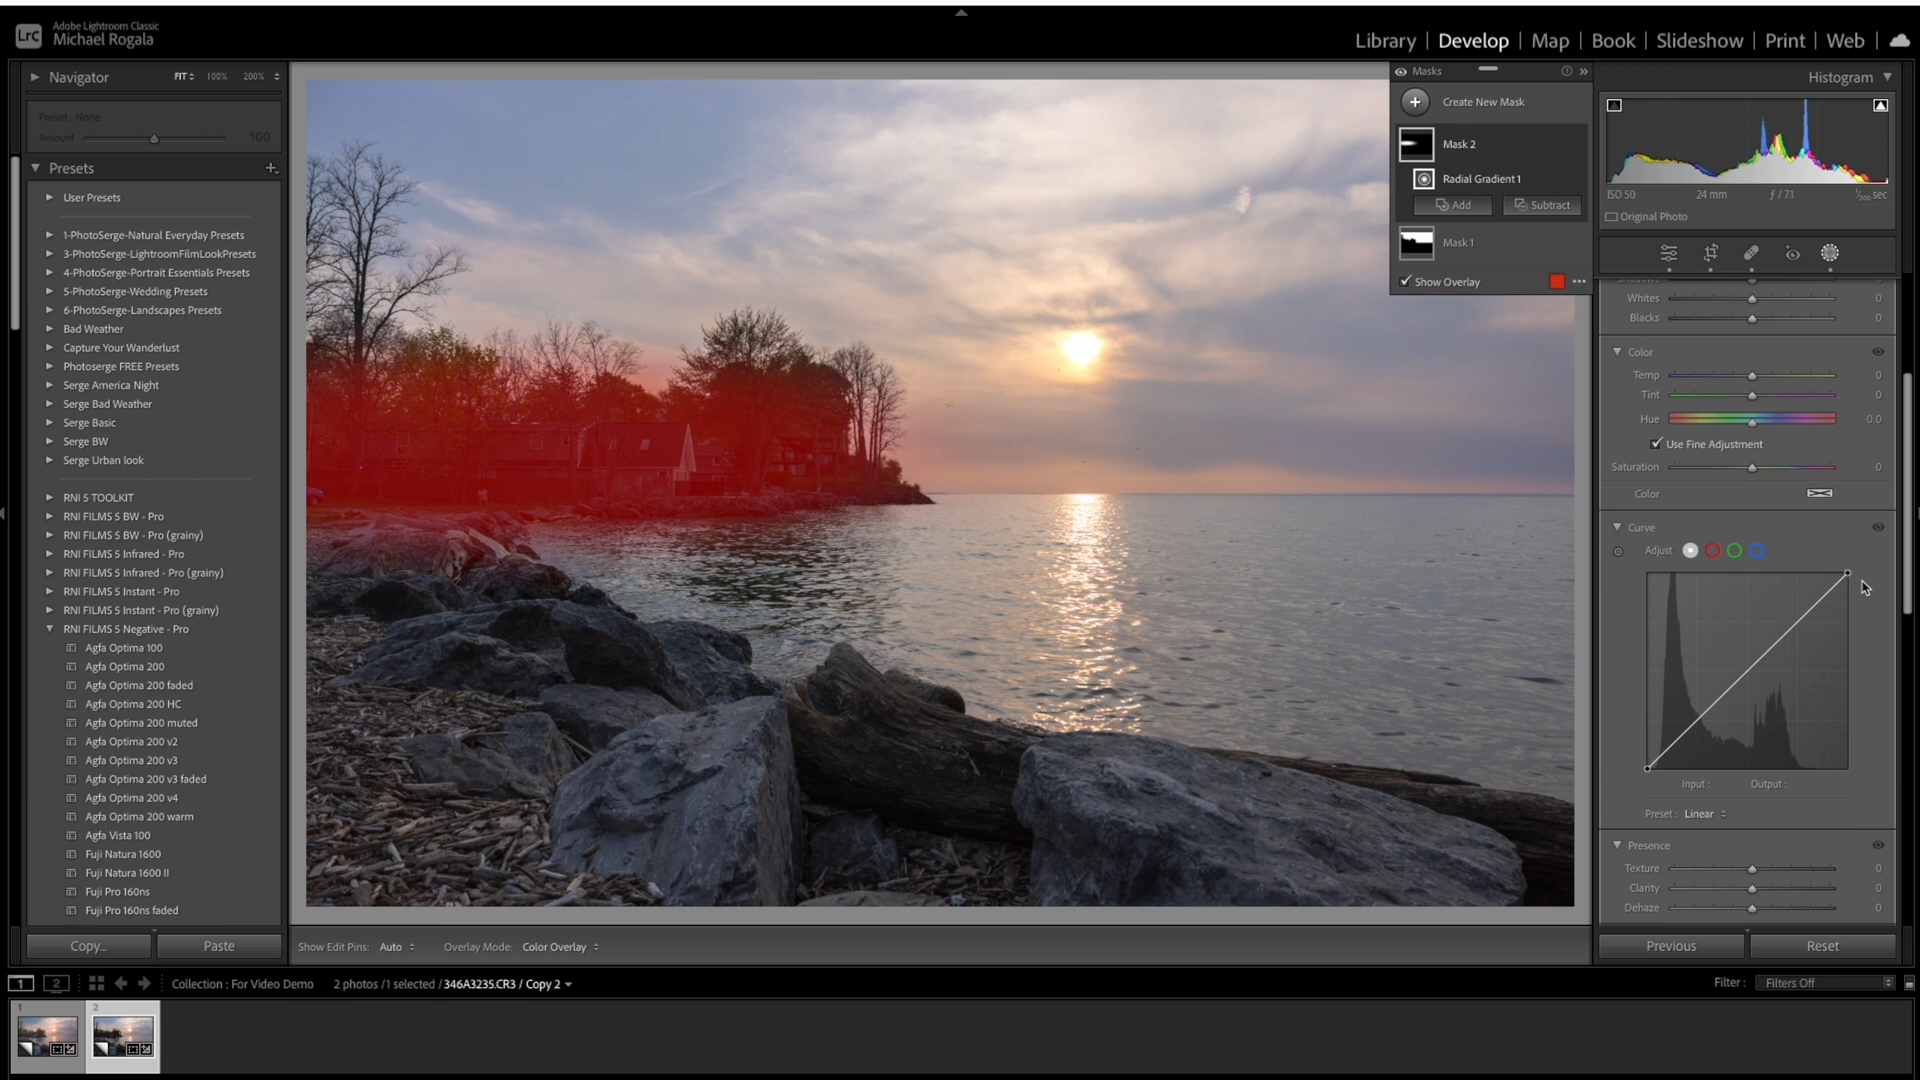 Adobe Lightroom Classic
LrC
Michael Rogala
Library | Develop | Map | Book | Slideshow | Print | Web
Navigator FIT 100% 200%
Preset : None
Amount 100
Presets
User Presets
1-PhotoSerge-Natural Everyday Presets
3-PhotoSerge-LightroomFilmLookPresets
4-PhotoSerge-Portrait Essentials Presets
5-PhotoSerge-Wedding Presets
6-PhotoSerge-Landscapes Presets
Bad Weather
Capture Your Wanderlust
Photoserge FREE Presets
Serge America Night
Serge Bad Weather
Serge Basic
Serge BW
Serge Urban look
RNI 5 TOOLKIT
RNI FILMS 5 BW - Pro
RNI FILMS 5 BW - Pro (grainy)
RNI FILMS 5 Infrared - Pro
RNI FILMS 5 Infrared - Pro (grainy)
RNI FILMS 5 Instant - Pro
RNI FILMS 5 Instant - Pro (grainy)
RNI FILMS 5 Negative - Pro
Agfa Optima 100
Agfa Optima 200
Agfa Optima 200 faded
Agfa Optima 200 HC
Agfa Optima 200 muted
Agfa Optima 200 v2
Agfa Optima 200 v3
Agfa Optima 200 v3 faded
Agfa Optima 200 v4
Agfa Optima 200 warm
Agfa Vista 100
Fuji Natura 1600
Fuji Natura 1600 II
Fuji Pro 160ns
Fuji Pro 160ns faded
Copy... Paste
Masks
Create New Mask
Mask 2
Radial Gradient 1
Add Subtract
Mask 1
Show Overlay
Histogram
ISO 50 24 mm ƒ / 7.1 1/200 sec
Original Photo
Whites 0
Blacks 0
Color
Temp 0
Tint 0
Hue 0.0
Use Fine Adjustment
Saturation 0
Color
Curve
Adjust
Input : Output :
Preset : Linear
Presence
Texture 0
Clarity 0
Dehaze 0
Previous Reset
Show Edit Pins: Auto Overlay Mode: Color Overlay
1 2 Collection : For Video Demo 2 photos /1 selected /346A3235.CR3 / Copy 2 Filter : Filters Off
1 2